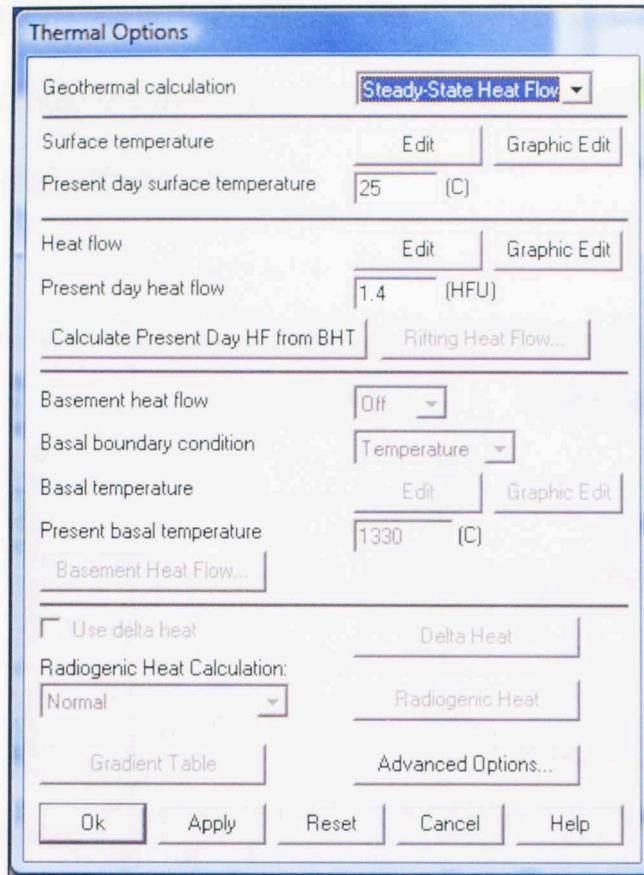 Thermal Options
Geothermal calculation Steady-State Heat Flow
Surface temperature Edit Graphic Edit
Present day surface temperature 25 (C)
Heat flow Edit Graphic Edit
Present day heat flow 1.4 (HFU)
Calculate Present Day HF from BHT Rifting Heat Flow...
Basement heat flow Off
Basal boundary condition Temperature
Basal temperature Edit Graphic Edit
Present basal temperature 1330 (C)
Basement Heat Flow...
Use delta heat Delta Heat
Radiogenic Heat Calculation:
Normal Radiogenic Heat
Gradient Table Advanced Options...
Ok Apply Reset Cancel Help